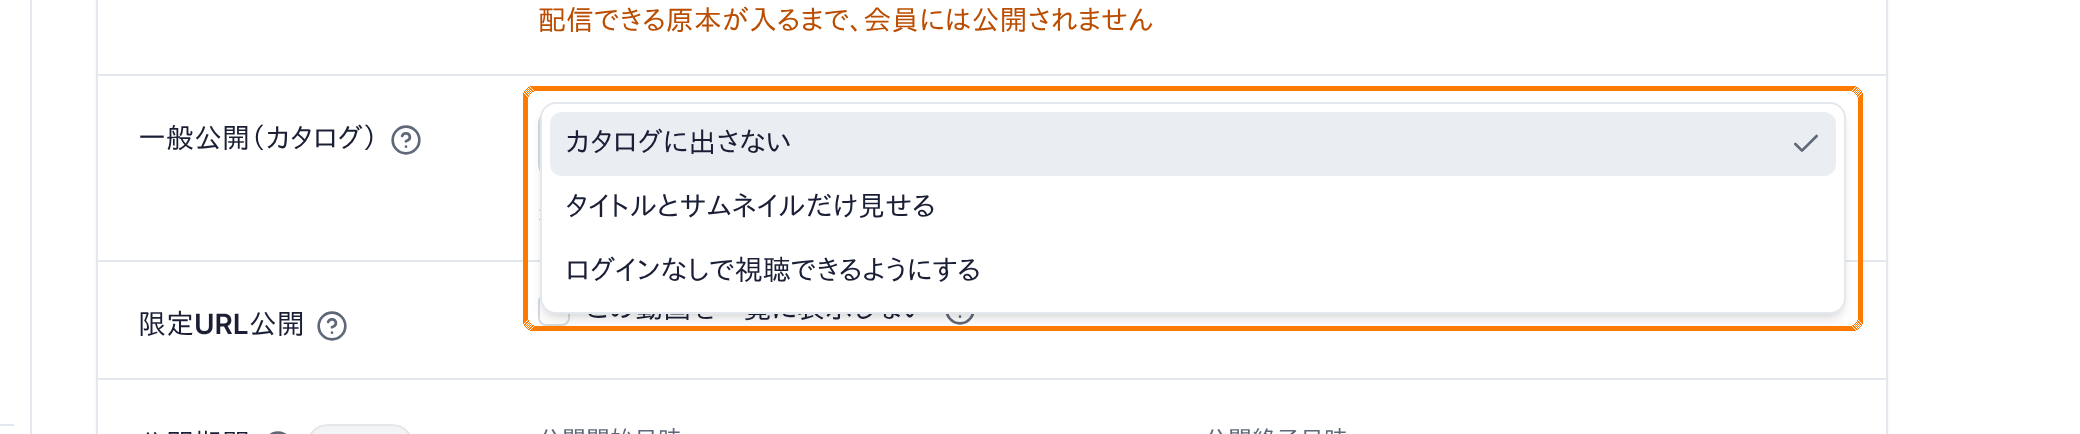 配信できる原本が入るまで、会員には公開されません
一般公開（カタログ）
カタログに出さない
タイトルとサムネイルだけ見せる
ログインなしで視聴できるようにする
限定URL公開